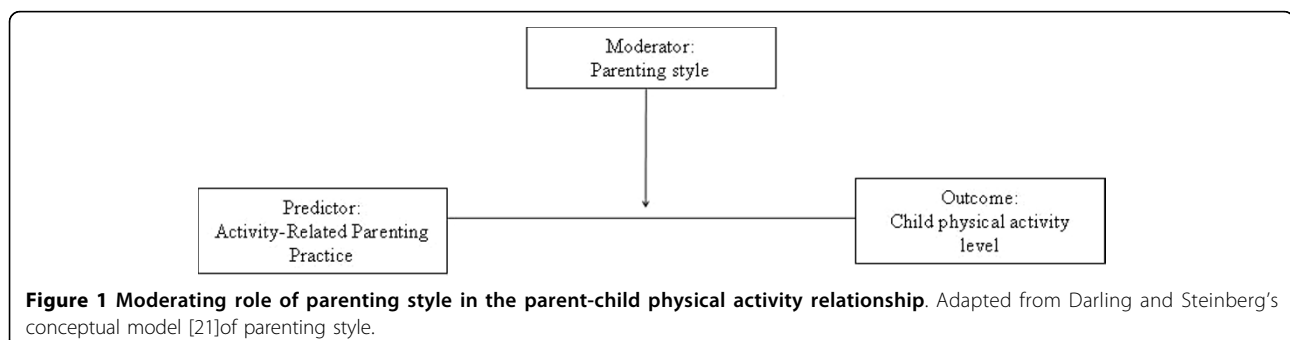 Moderator:
Parenting style
Predictor:
Activity-Related Parenting
Practice
Outcome:
Child physical activity
level
Figure 1 Moderating role of parenting style in the parent-child physical activity relationship. Adapted from Darling and Steinberg's
conceptual model [21]of parenting style.